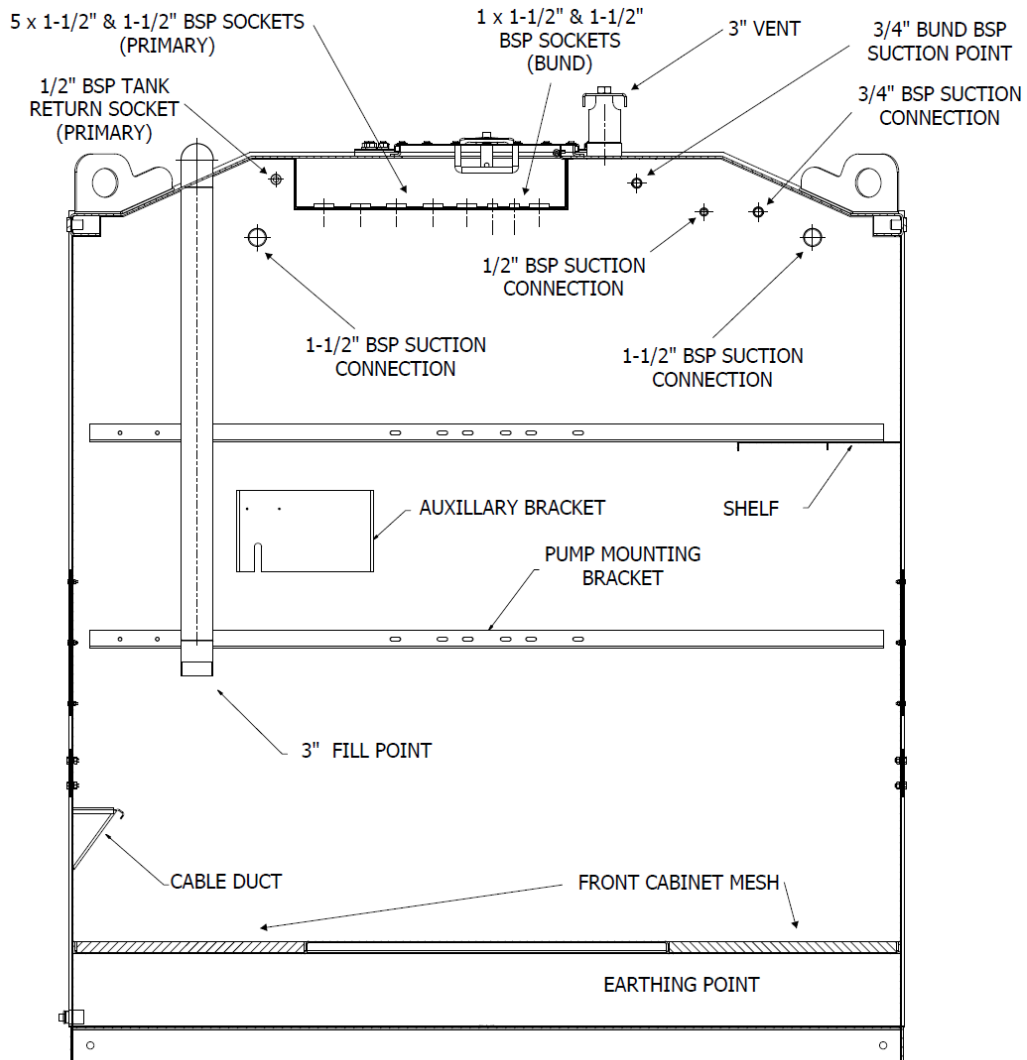 5 x 1-1/2" & 1-1/2" BSP SOCKETS
(PRIMARY)
1 x 1-1/2" & 1-1/2"
BSP SOCKETS
(BUND)
3" VENT
3/4" BUND BSP
SUCTION POINT
1/2" BSP TANK
RETURN SOCKET
(PRIMARY)
3/4" BSP SUCTION
CONNECTION
1/2" BSP SUCTION
CONNECTION
1-1/2" BSP SUCTION
CONNECTION
1-1/2" BSP SUCTION
CONNECTION
AUXILLARY BRACKET
SHELF
PUMP MOUNTING
BRACKET
3" FILL POINT
CABLE DUCT
FRONT CABINET MESH
EARTHING POINT